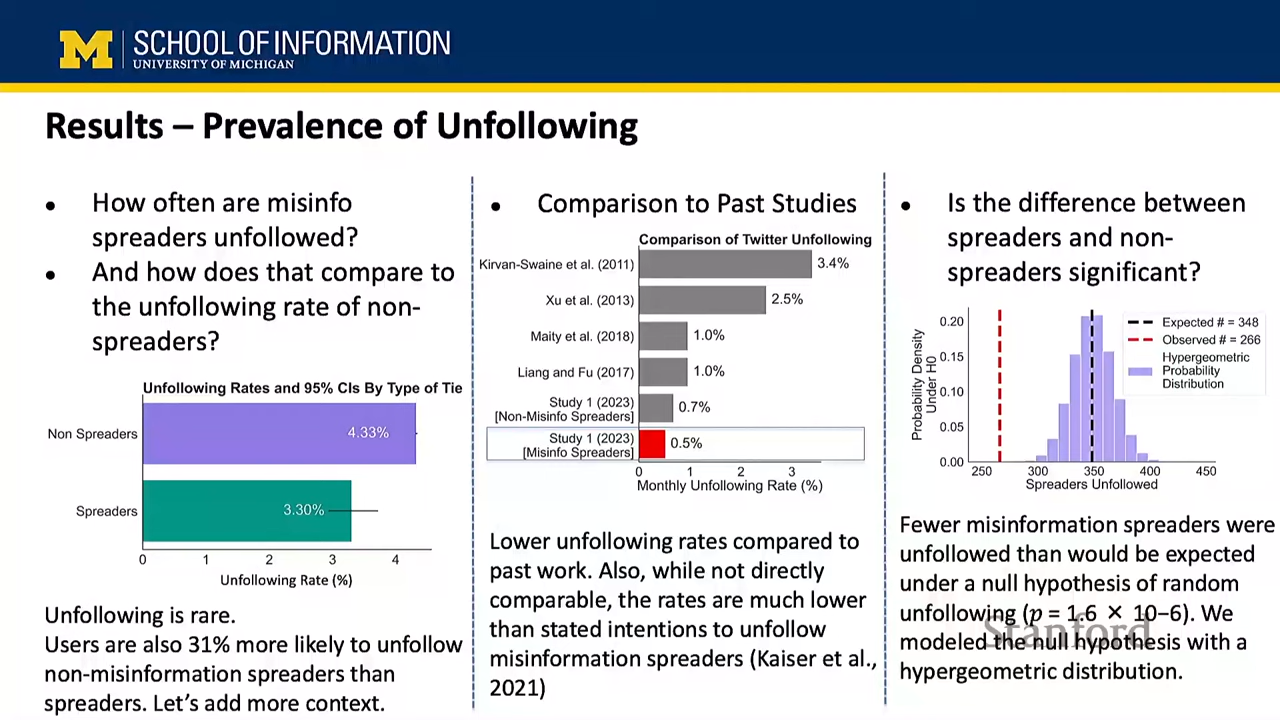 M SCHOOL OF INFORMATION
UNIVERSITY OF MICHIGAN
Results – Prevalence of Unfollowing
• How often are misinfo
spreaders unfollowed?
• And how does that compare to
the unfollowing rate of non-
spreaders?
Unfollowing Rates and 95% CIs By Type of Tie
Non Spreaders
4.33%
Spreaders
3.30%
0 1 2 3 4
Unfollowing Rate (%)
Unfollowing is rare.
Users are also 31% more likely to unfollow
non-misinformation spreaders than
spreaders. Let’s add more context.
• Comparison to Past Studies
Comparison of Twitter Unfollowing
Kirvan-Swaine et al. (2011) 3.4%
Xu et al. (2013) 2.5%
Maity et al. (2018) 1.0%
Liang and Fu (2017) 1.0%
Study 1 (2023)
[Non-Misinfo Spreaders] 0.7%
Study 1 (2023)
[Misinfo Spreaders] 0.5%
0 1 2 3
Monthly Unfollowing Rate (%)
Lower unfollowing rates compared to
past work. Also, while not directly
comparable, the rates are much lower
than stated intentions to unfollow
misinformation spreaders (Kaiser et al.,
2021)
• Is the difference between
spreaders and non-
spreaders significant?
Probability Density
Under H0
0.20
0.15
0.10
0.05
0.00
250 300 350 400 450
Spreaders Unfollowed
Expected # = 348
Observed # = 266
Hypergeometric
Probability
Distribution
Fewer misinformation spreaders were
unfollowed than would be expected
under a null hypothesis of random
unfollowing (p = 1.6 × 10−6). We
modeled the null hypothesis with a
hypergeometric distribution.
Stanford